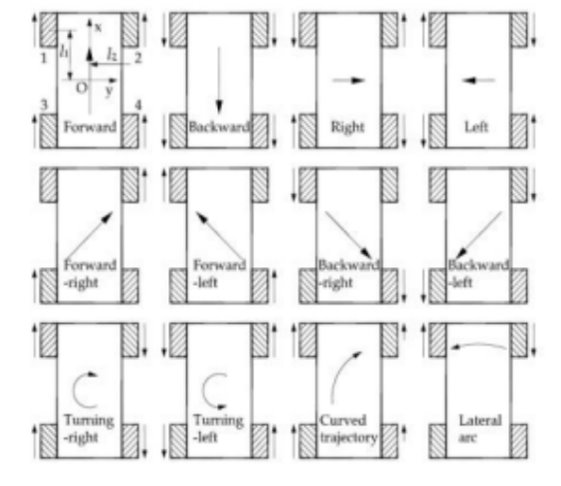 x
1 l₁ l₂ 2
O y
3 4
Forward Backward Right Left
Forward Forward Backward Backward
-right -left -right -left
Turning Turning Curved Lateral
-right -left trajectory arc